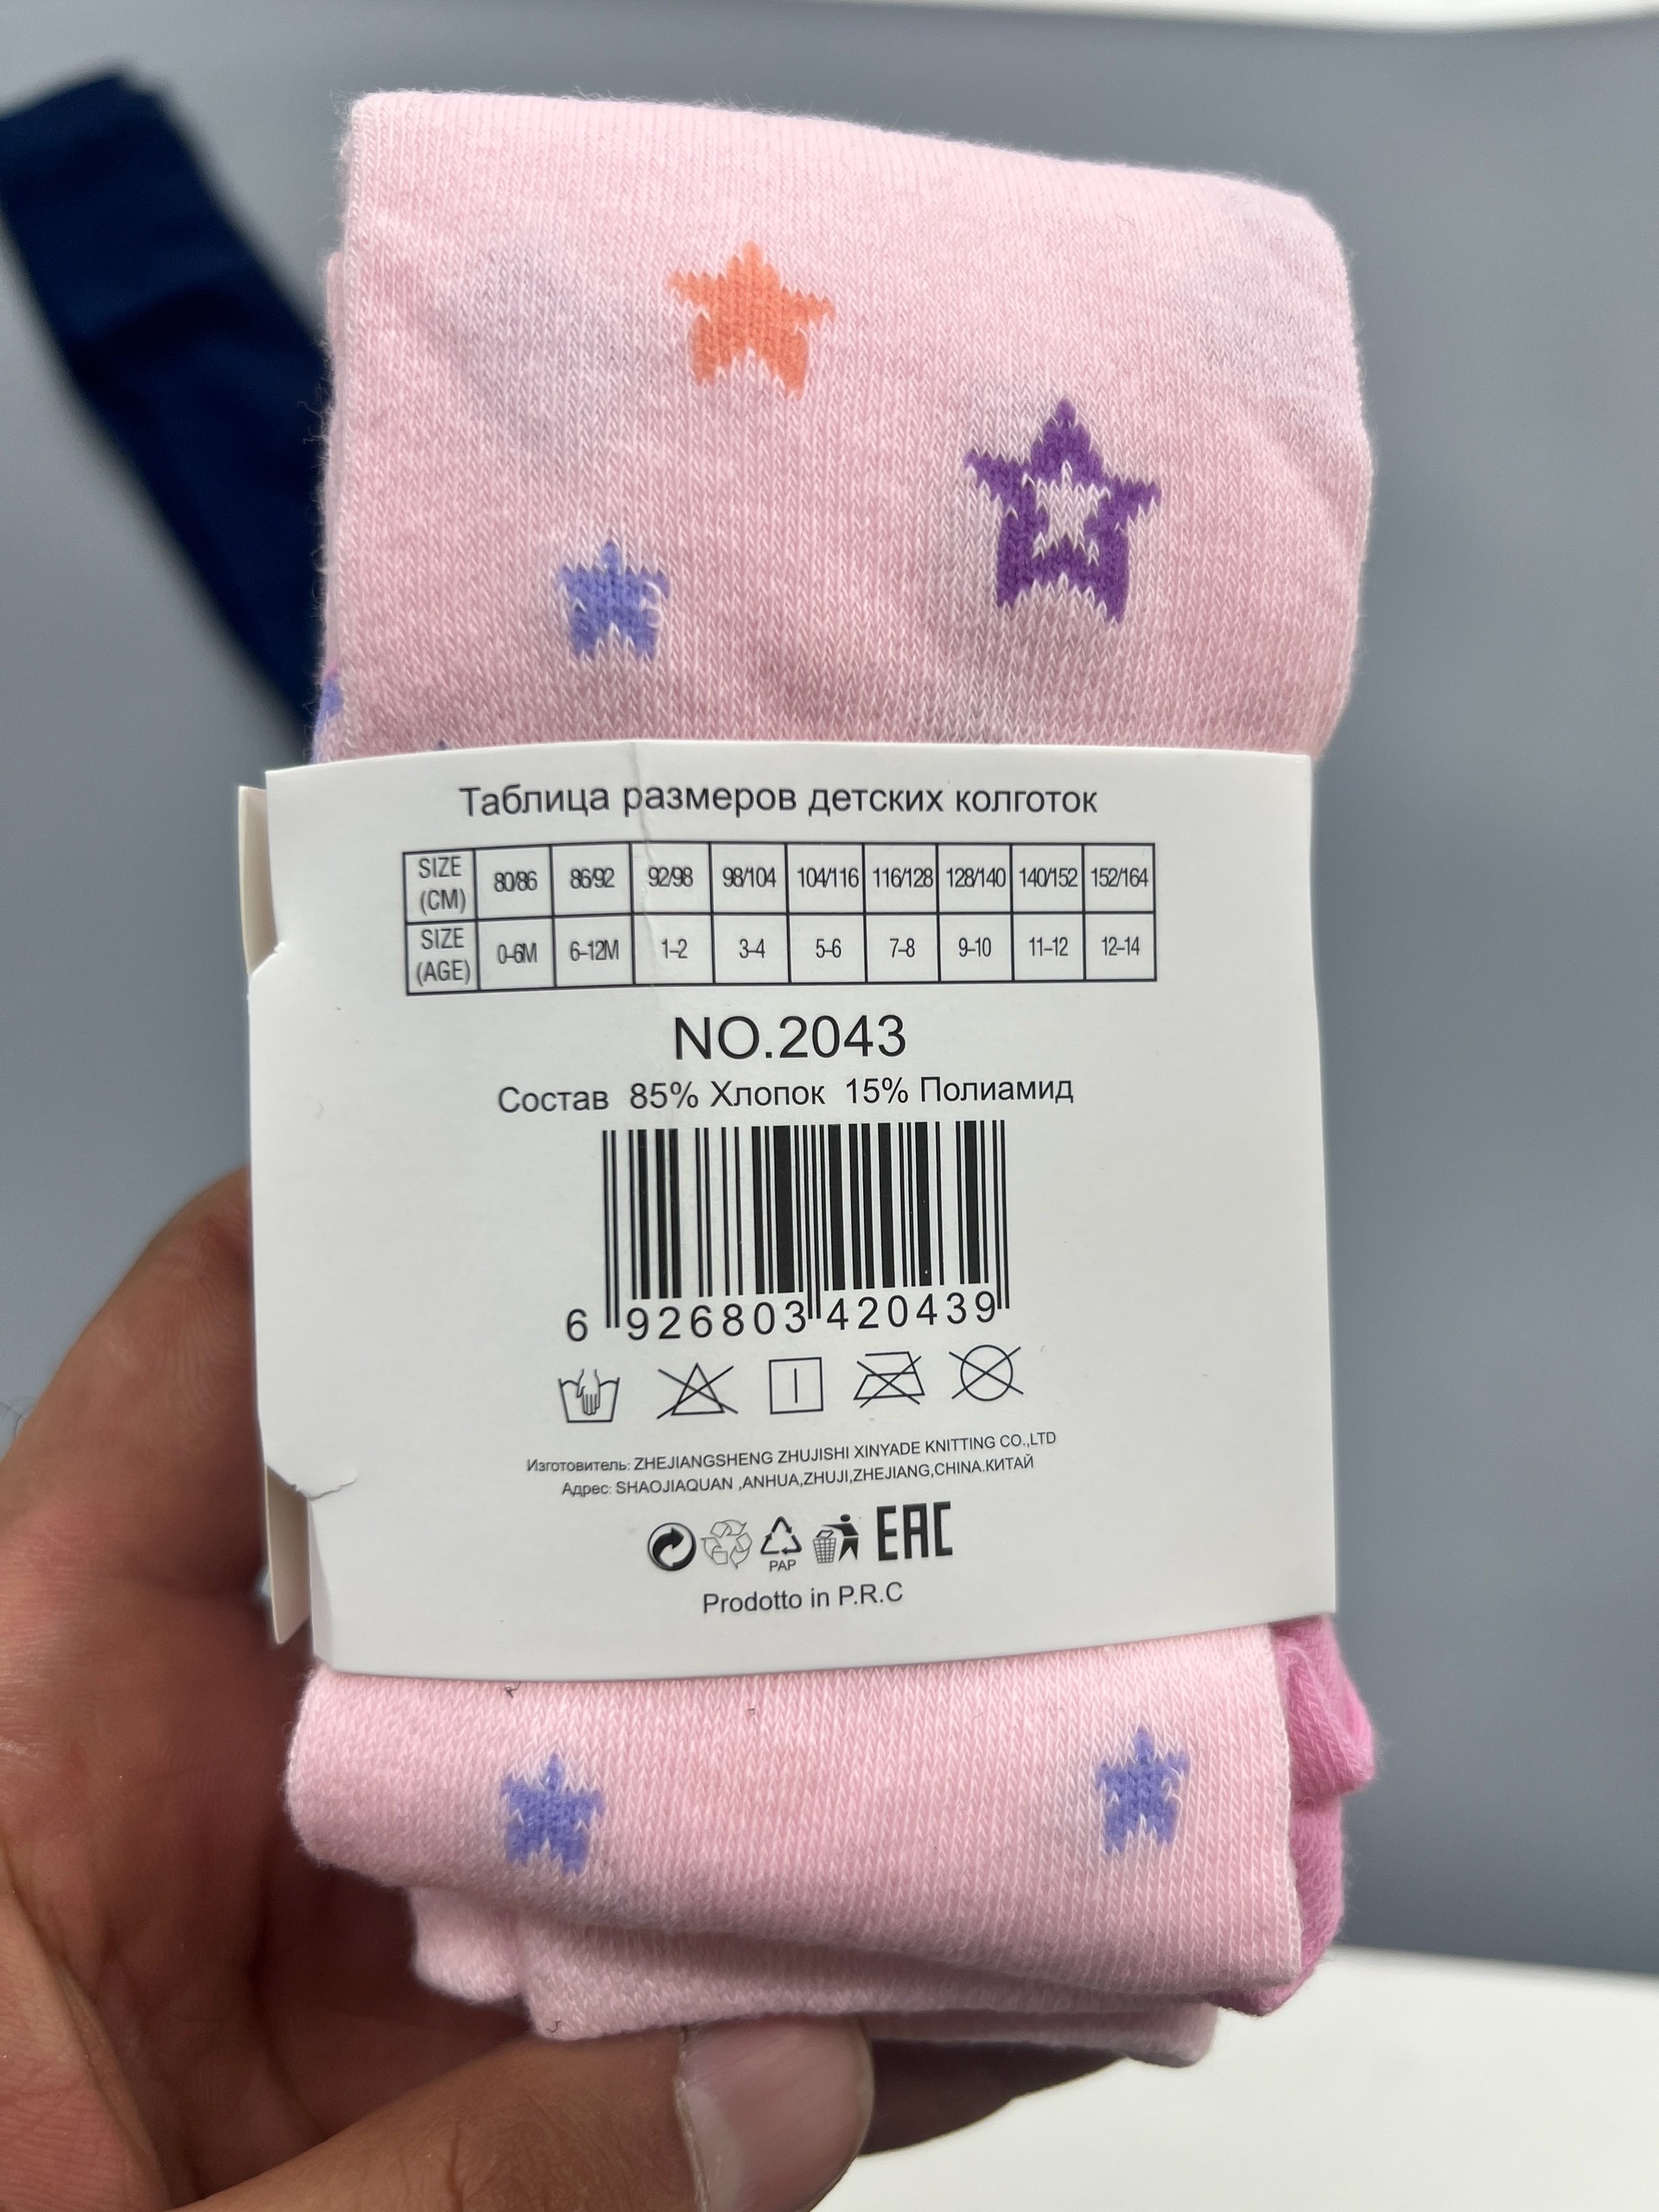 Таблица размеров детских колготок
SIZE (CM) 80/86 86/92 92/98 98/104 104/116 116/128 128/140 140/152 152/164
SIZE (AGE) 0-6M 6-12M 1-2 3-4 5-6 7-8 9-10 11-12 12-14
NO.2043
Состав 85% Хлопок 15% Полиамид
6 926803 420439
Изготовитель: ZHEJIANGSHENG ZHUJISHI XINYADE KNITTING CO.,LTD
Адрес: SHAOJIAQUAN ,ANHUA,ZHUJI,ZHEJIANG,CHINA.КИТАЙ
PAP EAC
Prodotto in P.R.C